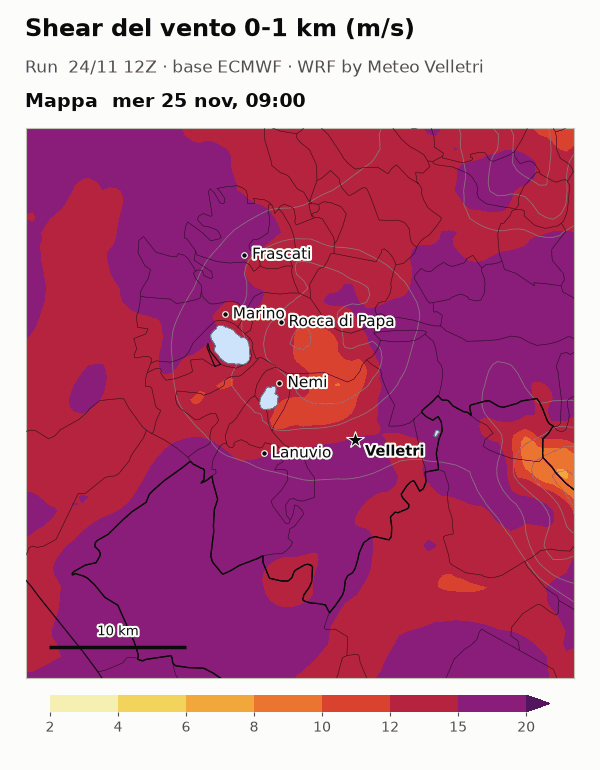 Shear del vento 0-1 km (m/s)
Run  24/11 12Z · base ECMWF · WRF by Meteo Velletri
Mappa  mer 25 nov, 09:00
Frascati
Marino
Rocca di Papa
Nemi
Velletri
Lanuvio
10 km
2 4 6 8 10 12 15 20